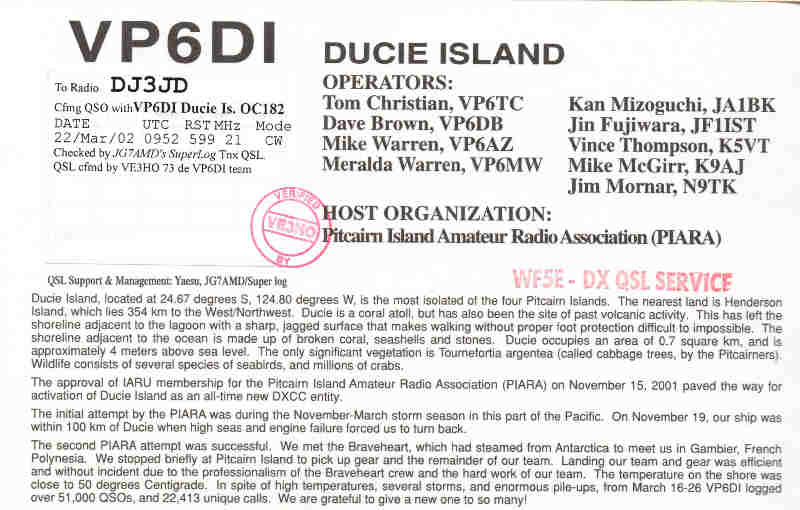 VP6DI
DUCIE ISLAND
To Radio DJ3JD
Cfmg QSO with VP6DI Ducie Is. OC182
DATE UTC RST MHz Mode
22/Mar/02 0952 599 21 CW
Checked by JG7AMD's SuperLog Tnx QSL.
QSL cfmd by VE3HO 73 de VP6DI team
OPERATORS:
Tom Christian, VP6TC
Dave Brown, VP6DB
Mike Warren, VP6AZ
Meralda Warren, VP6MW
Kan Mizoguchi, JA1BK
Jin Fujiwara, JF1IST
Vince Thompson, K5VT
Mike McGirr, K9AJ
Jim Mornar, N9TK
VERIFIED
VE3HO
BY
HOST ORGANIZATION:
Pitcairn Island Amateur Radio Association (PIARA)
QSL Support & Management: Yaesu, JG7AMD/Super log
WF5E - DX QSL SERVICE
Ducie Island, located at 24.67 degrees S, 124.80 degrees W, is the most isolated of the four Pitcairn Islands. The nearest land is Henderson
Island, which lies 354 km to the West/Northwest. Ducie is a coral atoll, but has also been the site of past volcanic activity. This has left the
shoreline adjacent to the lagoon with a sharp, jagged surface that makes walking without proper foot protection difficult to impossible. The
shoreline adjacent to the ocean is made up of broken coral, seashells and stones. Ducie occupies an area of 0.7 square km, and is
approximately 4 meters above sea level. The only significant vegetation is Tournefortia argentea (called cabbage trees, by the Pitcairners).
Wildlife consists of several species of seabirds, and millions of crabs.
The approval of IARU membership for the Pitcairn Island Amateur Radio Association (PIARA) on November 15, 2001 paved the way for
activation of Ducie Island as an all-time new DXCC entity.
The initial attempt by the PIARA was during the November-March storm season in this part of the Pacific. On November 19, our ship was
within 100 km of Ducie when high seas and engine failure forced us to turn back.
The second PIARA attempt was successful. We met the Braveheart, which had steamed from Antarctica to meet us in Gambier, French
Polynesia. We stopped briefly at Pitcairn Island to pick up gear and the remainder of our team. Landing our team and gear was efficient
and without incident due to the professionalism of the Braveheart crew and the hard work of our team. The temperature on the shore was
close to 50 degrees Centigrade. In spite of high temperatures, several storms, and enormous pile-ups, from March 16-26 VP6DI logged
over 51,000 QSOs, and 22,413 unique calls. We are grateful to give a new one to so many!